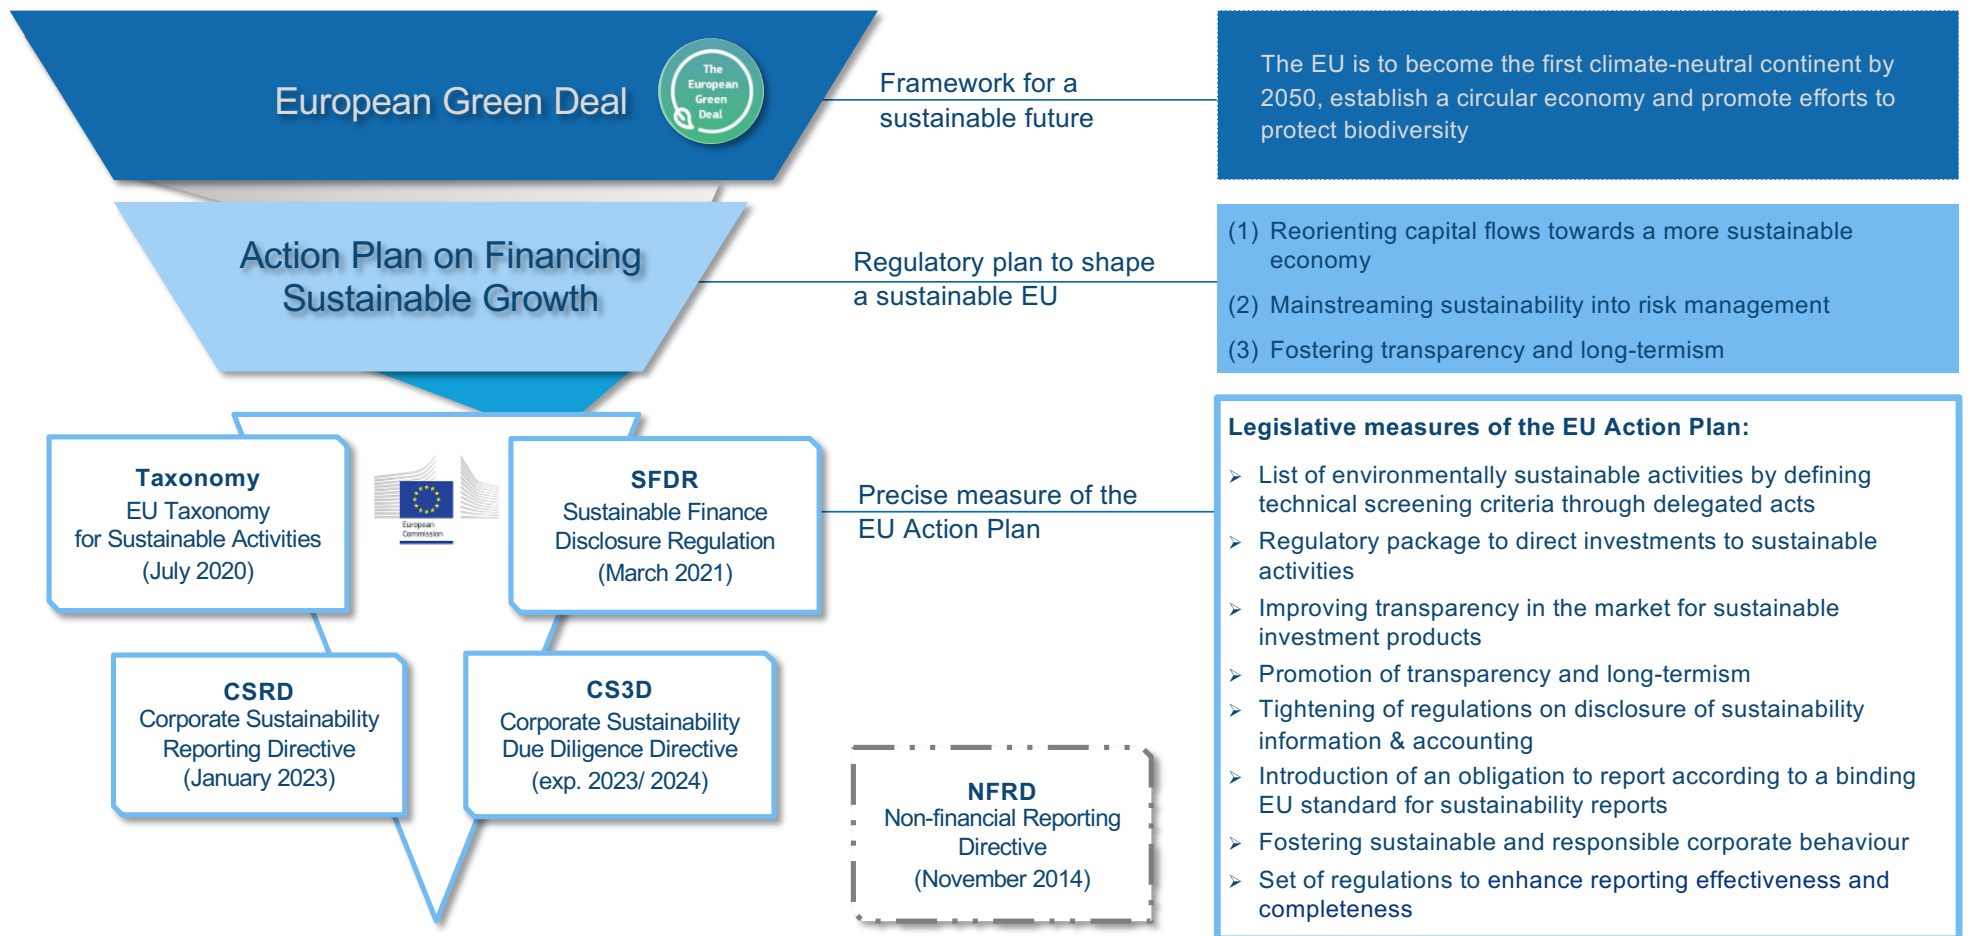 European Green Deal
The
European
Green
Deal
Framework for a
sustainable future
The EU is to become the first climate-neutral continent by
2050, establish a circular economy and promote efforts to
protect biodiversity
Action Plan on Financing
Sustainable Growth
Regulatory plan to shape
a sustainable EU
(1) Reorienting capital flows towards a more sustainable
economy
(2) Mainstreaming sustainability into risk management
(3) Fostering transparency and long-termism
Taxonomy
EU Taxonomy
for Sustainable Activities
(July 2020)
European
Commission
SFDR
Sustainable Finance
Disclosure Regulation
(March 2021)
Precise measure of the
EU Action Plan
CSRD
Corporate Sustainability
Reporting Directive
(January 2023)
CS3D
Corporate Sustainability
Due Diligence Directive
(exp. 2023/ 2024)
NFRD
Non-financial Reporting
Directive
(November 2014)
Legislative measures of the EU Action Plan:
➢ List of environmentally sustainable activities by defining
technical screening criteria through delegated acts
➢ Regulatory package to direct investments to sustainable
activities
➢ Improving transparency in the market for sustainable
investment products
➢ Promotion of transparency and long-termism
➢ Tightening of regulations on disclosure of sustainability
information & accounting
➢ Introduction of an obligation to report according to a binding
EU standard for sustainability reports
➢ Fostering sustainable and responsible corporate behaviour
➢ Set of regulations to enhance reporting effectiveness and
completeness